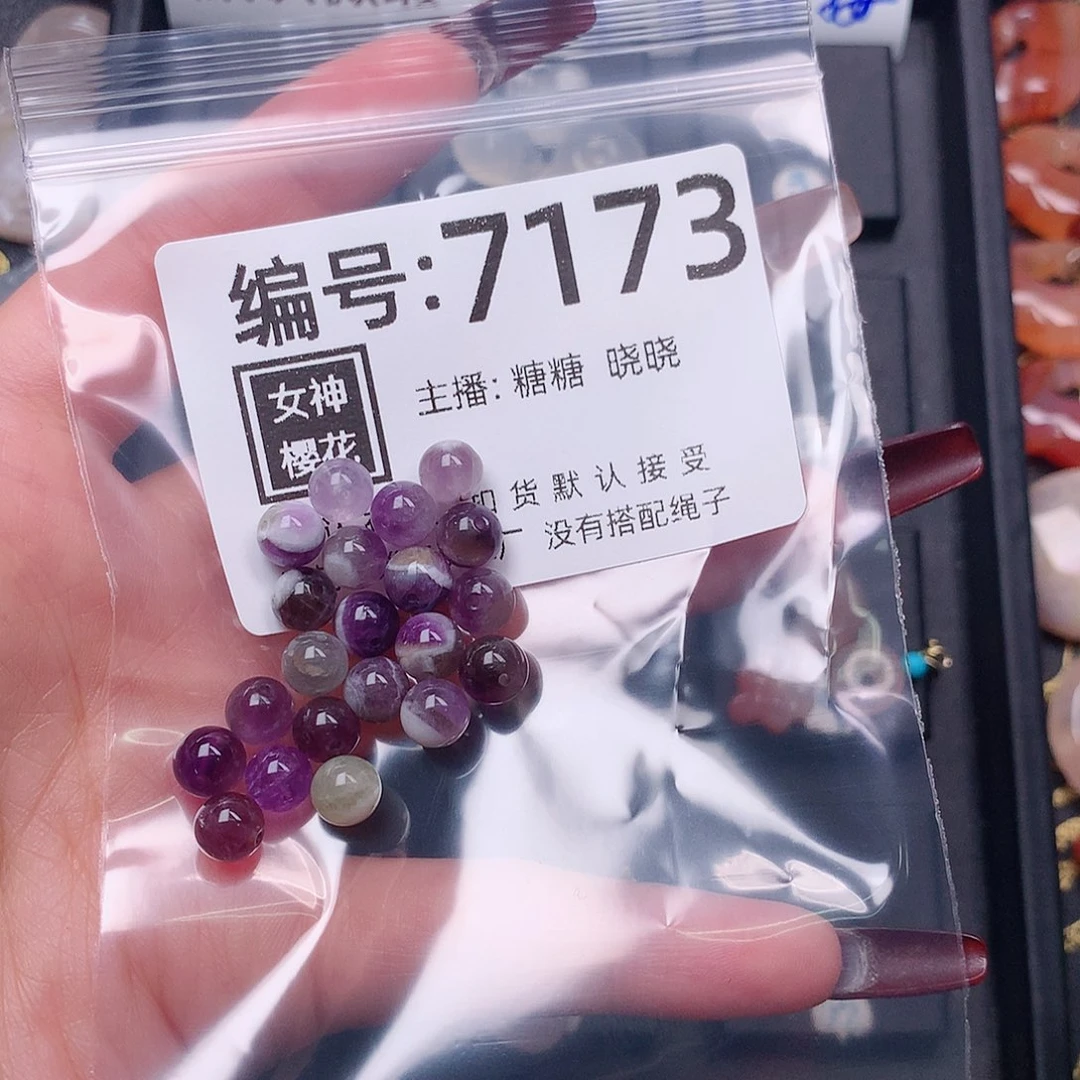 编号:7173
女神
樱花
主播:糖糖 晓晓
货默认接受
没有搭配绳子